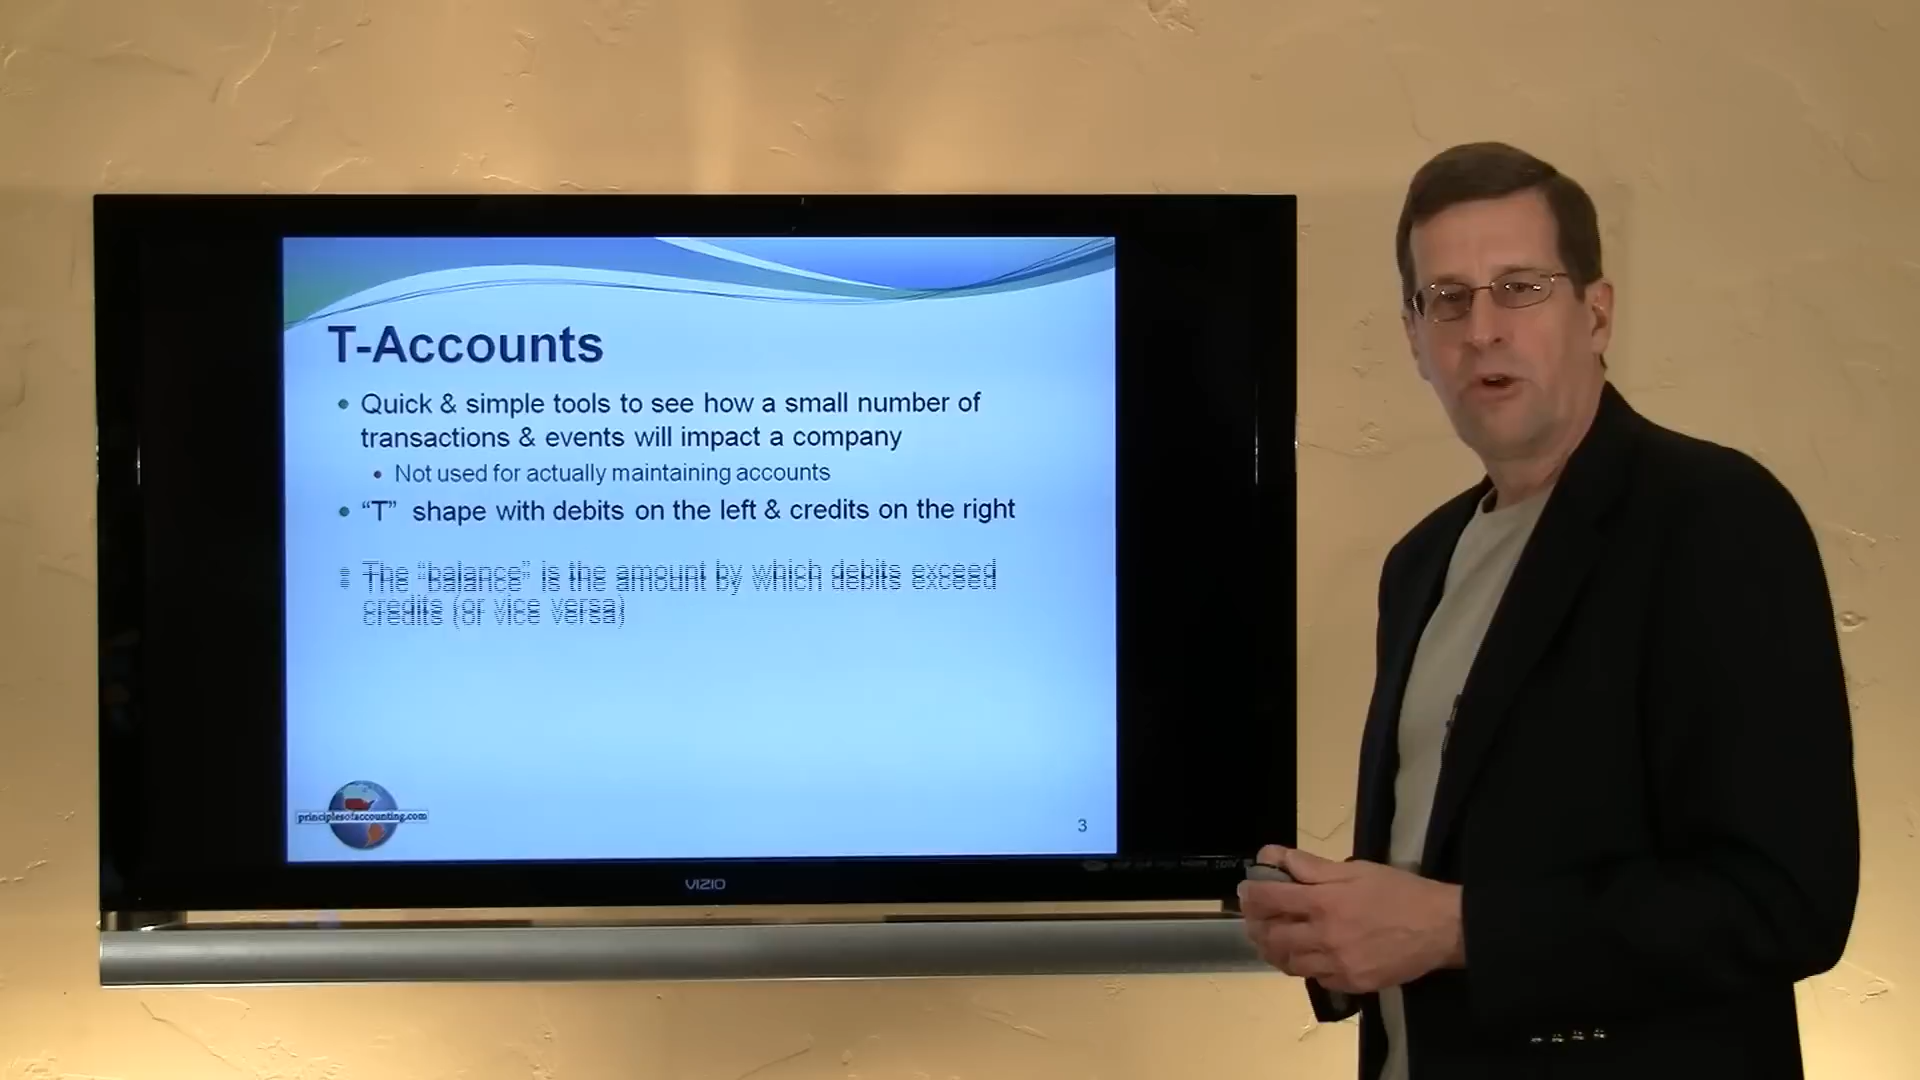 T-Accounts
• Quick & simple tools to see how a small number of
transactions & events will impact a company
• Not used for actually maintaining accounts
• “T” shape with debits on the left & credits on the right
• The “balance” is the amount by which debits exceed
credits (or vice versa)
principlesofaccounting.com
3
VIZIO